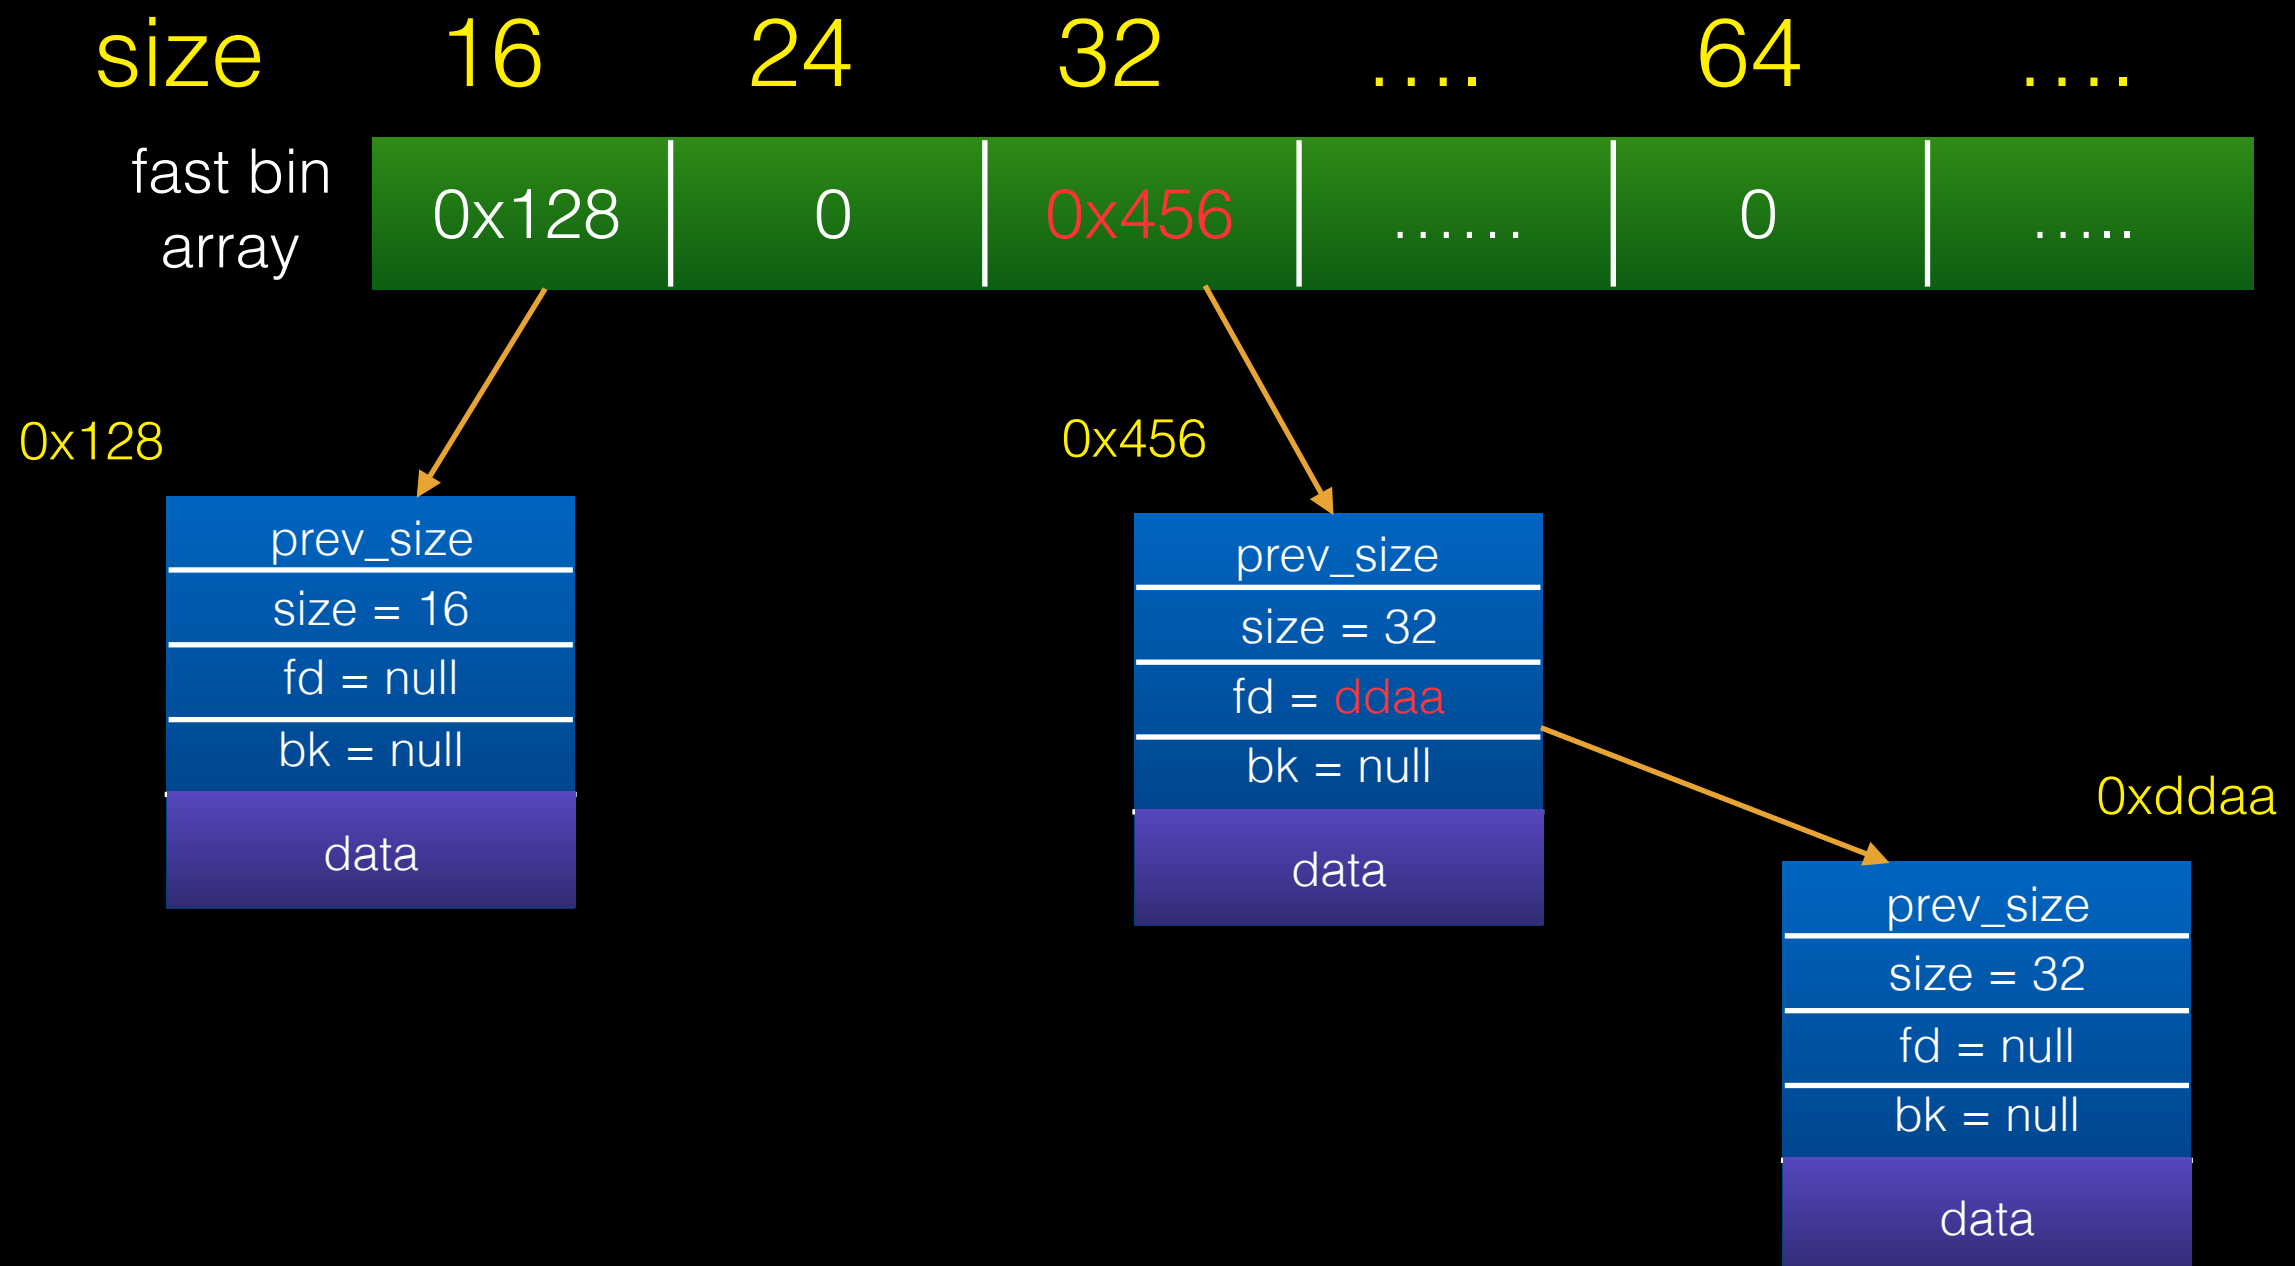 size 16 24 32 .... 64 ....
fast bin
array
0x128 0 0x456 ...... 0 .....
0x128
0x456
prev_size
size = 16
fd = null
bk = null
data
prev_size
size = 32
fd = ddaa
bk = null
data
0xddaa
prev_size
size = 32
fd = null
bk = null
data